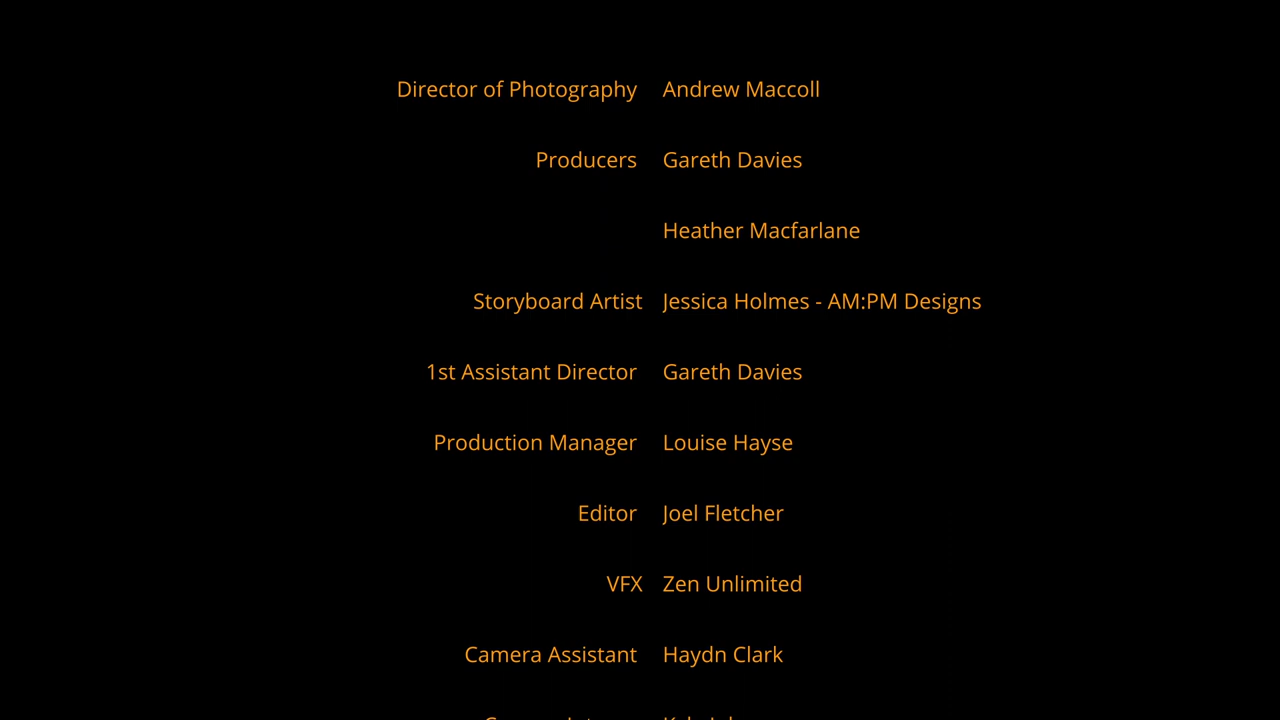 Director of Photography Andrew Maccoll
Producers Gareth Davies
Heather Macfarlane
Storyboard Artist Jessica Holmes - AM:PM Designs
1st Assistant Director Gareth Davies
Production Manager Louise Hayse
Editor Joel Fletcher
VFX Zen Unlimited
Camera Assistant Haydn Clark